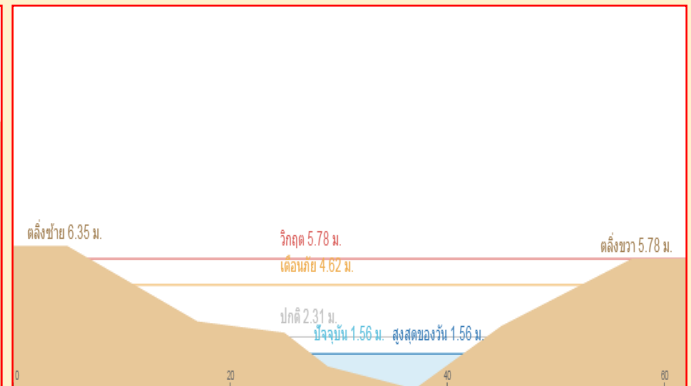 ตลิ่งซ้าย 6.35 ม.
วิกฤต 5.78 ม.
ตลิ่งขวา 5.78 ม.
เตือนภัย 4.62 ม.
ปกติ 2.31 ม.
ปัจจุบัน 1.56 ม. สูงสุดของวัน 1.56 ม.
0 20 40 60